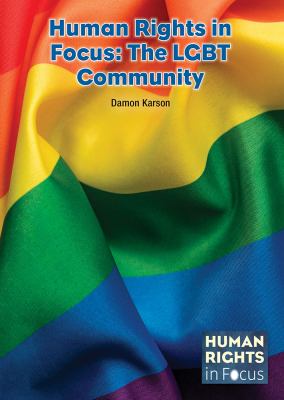 Human Rights in
Focus: The LGBT
Community
Damon Karson
HUMAN
RIGHTS
in Focus